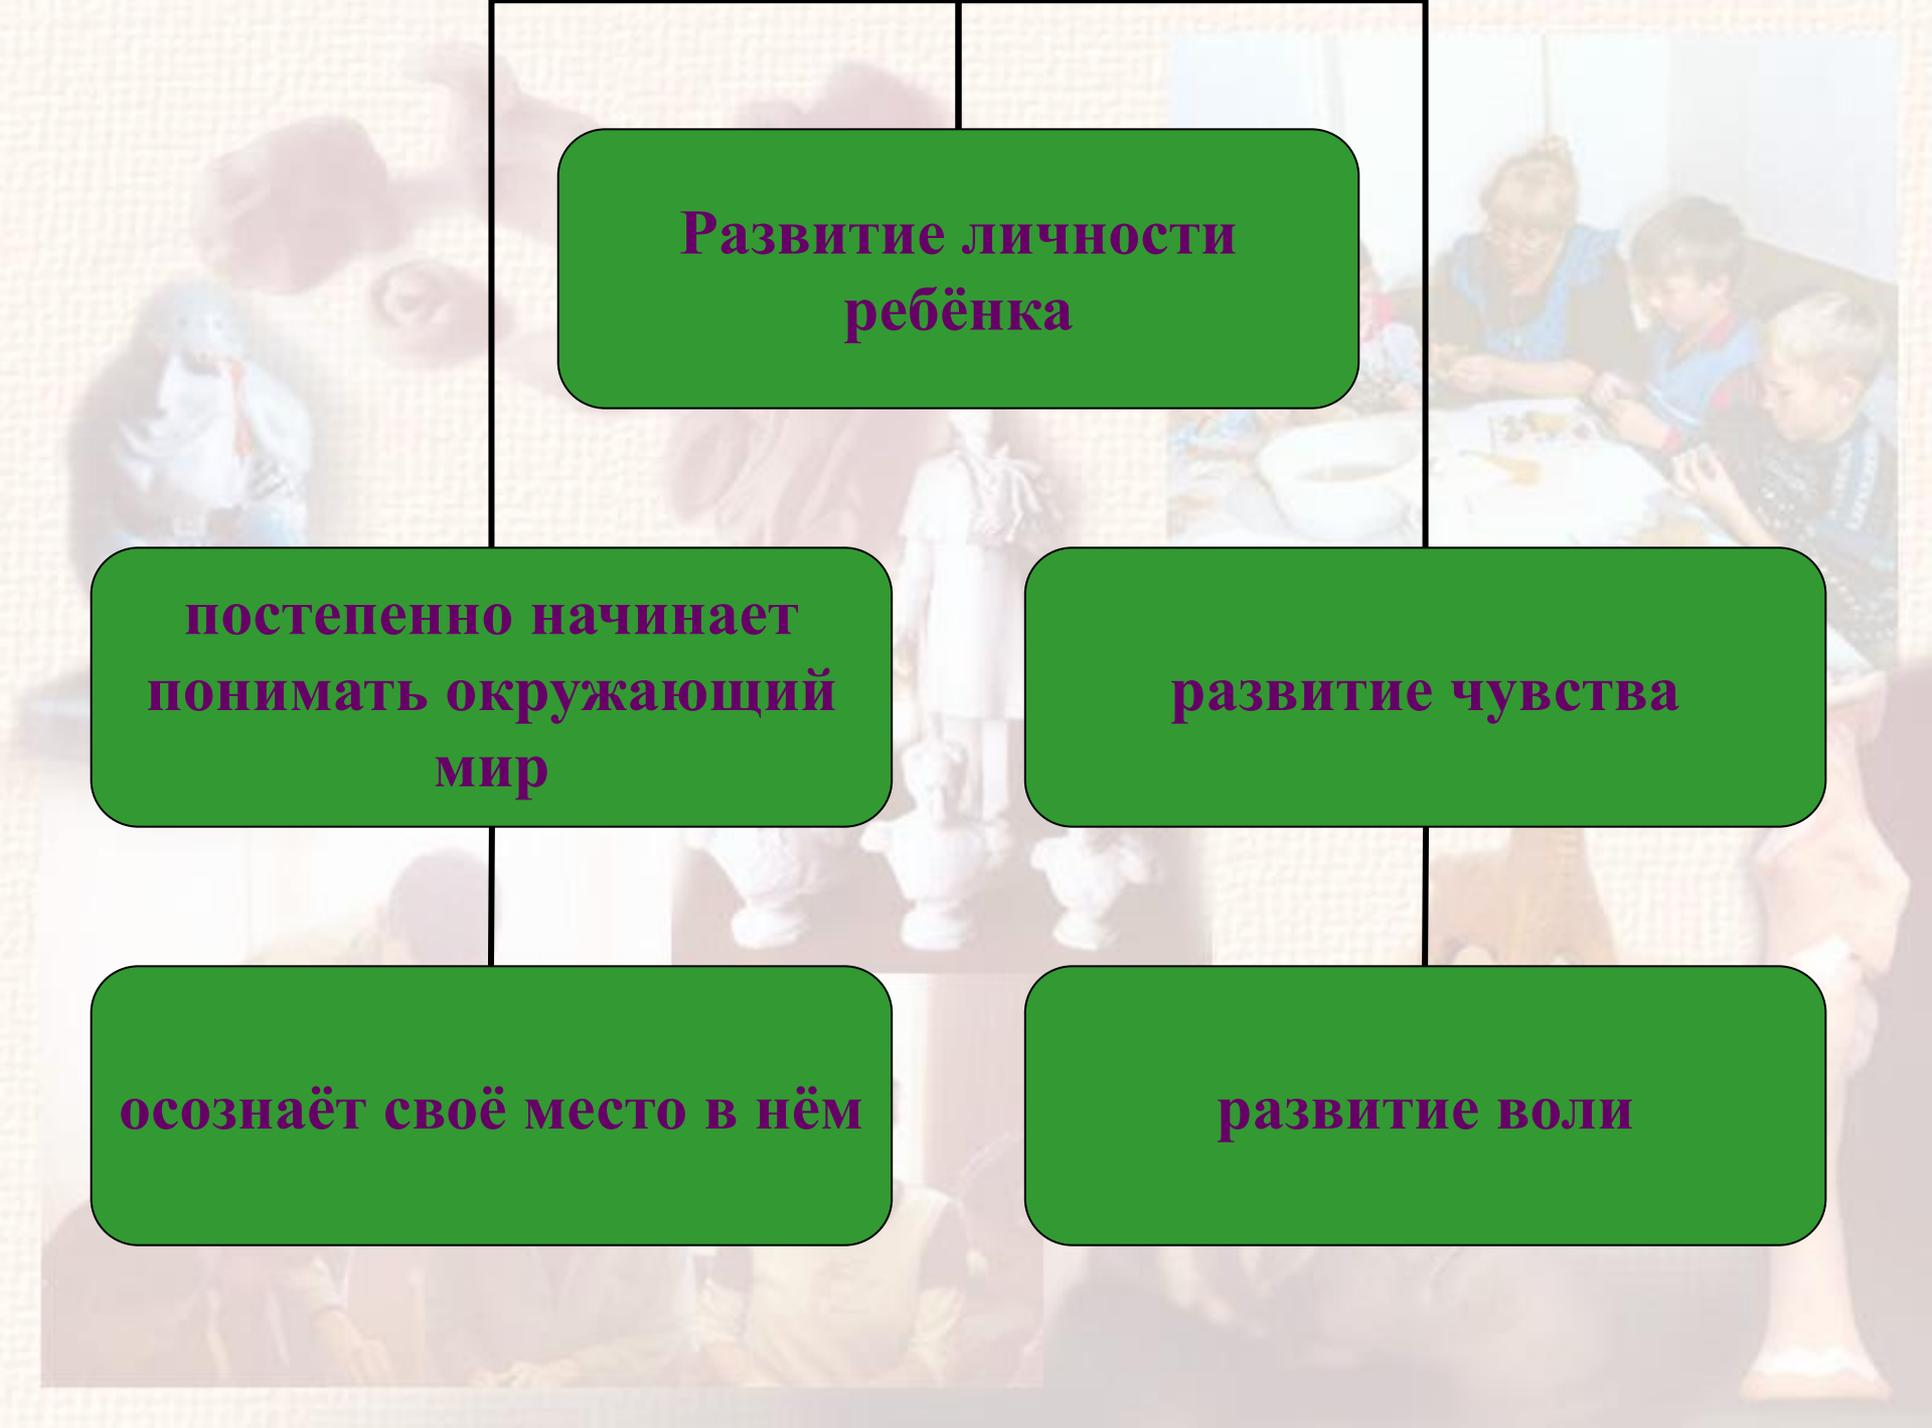 Развитие личности
ребёнка
постепенно начинает
понимать окружающий
мир
развитие чувства
осознаёт своё место в нём
развитие воли